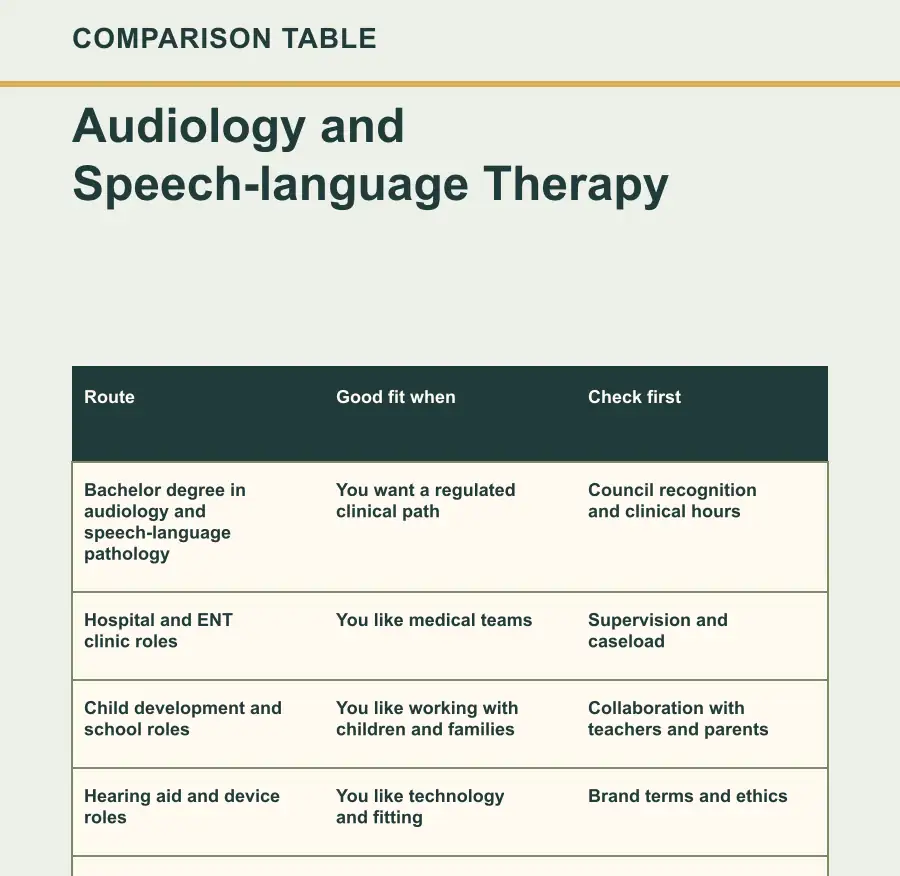 COMPARISON TABLE
Audiology and
Speech-language Therapy
Route
Good fit when
Check first
Bachelor degree in
audiology and
speech-language
pathology
You want a regulated
clinical path
Council recognition
and clinical hours
Hospital and ENT
clinic roles
You like medical teams
Supervision and
caseload
Child development and
school roles
You like working with
children and families
Collaboration with
teachers and parents
Hearing aid and device
roles
You like technology
and fitting
Brand terms and ethics